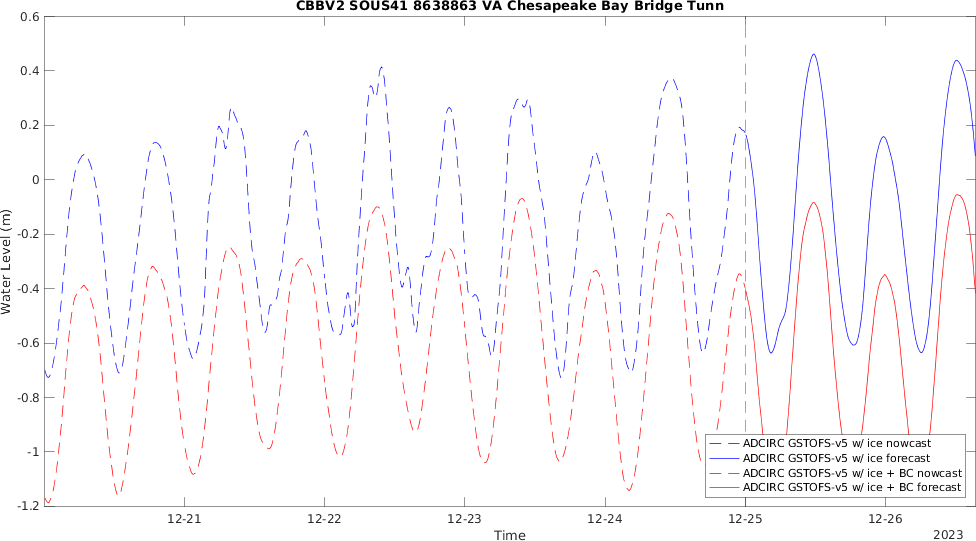 CBBV2 SOUS41 8638863 VA Chesapeake Bay Bridge Tunn
0.6
0.4
0.2
0
-0.2
-0.4
-0.6
-0.8
-1
-1.2
Water Level (m)
ADCIRC GSTOFS-v5 w/ ice nowcast
ADCIRC GSTOFS-v5 w/ ice forecast
ADCIRC GSTOFS-v5 w/ ice + BC nowcast
ADCIRC GSTOFS-v5 w/ ice + BC forecast
12-21 12-22 12-23 12-24 12-25 12-26
Time
2023